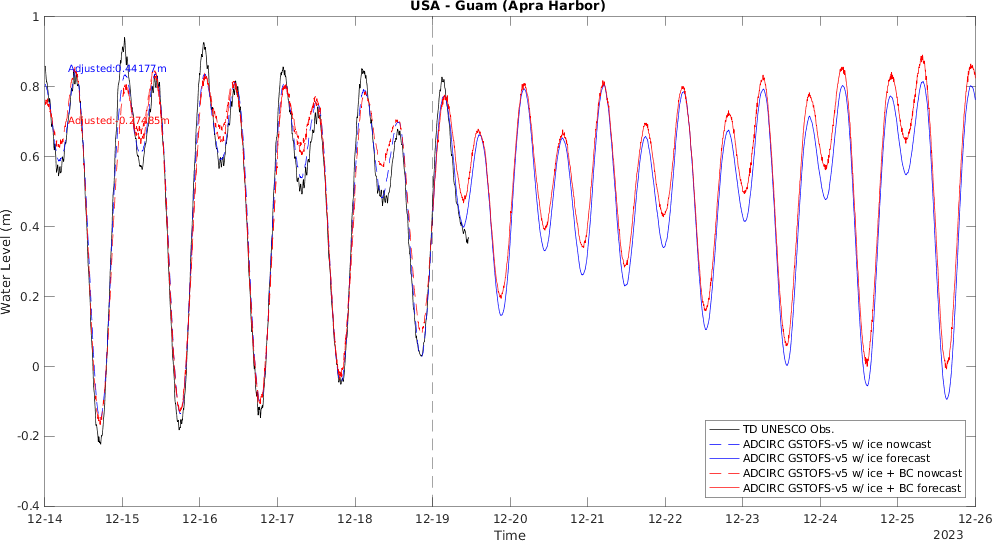 USA - Guam (Apra Harbor)
1
0.8
0.6
0.4
0.2
0
-0.2
-0.4
Water Level (m)
Adjusted:0.44177m
Adjusted:-0.27485m
TD UNESCO Obs.
ADCIRC GSTOFS-v5 w/ ice nowcast
ADCIRC GSTOFS-v5 w/ ice forecast
ADCIRC GSTOFS-v5 w/ ice + BC nowcast
ADCIRC GSTOFS-v5 w/ ice + BC forecast
12-14 12-15 12-16 12-17 12-18 12-19 12-20 12-21 12-22 12-23 12-24 12-25 12-26
Time
2023